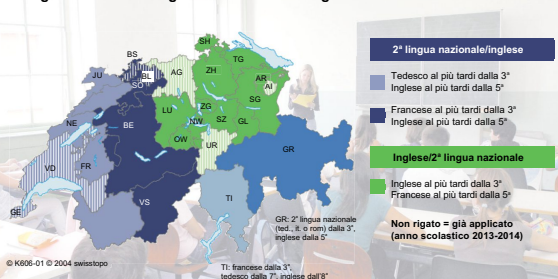 SH
TG
BS
BL
AG
ZH
AR
AI
JU
SO
LU
ZG
SG
NE
BE
NW
SZ
GL
OW
UR
VD
FR
GR
GE
VS
TI
2ª lingua nazionale/inglese
Tedesco al più tardi dalla 3ª
Inglese al più tardi dalla 5ª
Francese al più tardi dalla 3ª
Inglese al più tardi dalla 5ª
Inglese/2ª lingua nazionale
Inglese al più tardi dalla 3ª
Francese al più tardi dalla 5ª
Non rigato = già applicato
(anno scolastico 2013-2014)
GR: 2ª lingua nazionale
(ted., it. o rom) dalla 3ª,
inglese dalla 5ª
© K606-01 © 2004 swisstopo
TI: francese dalla 3ª,
tedesco dalla 7ª, inglese dall'8ª